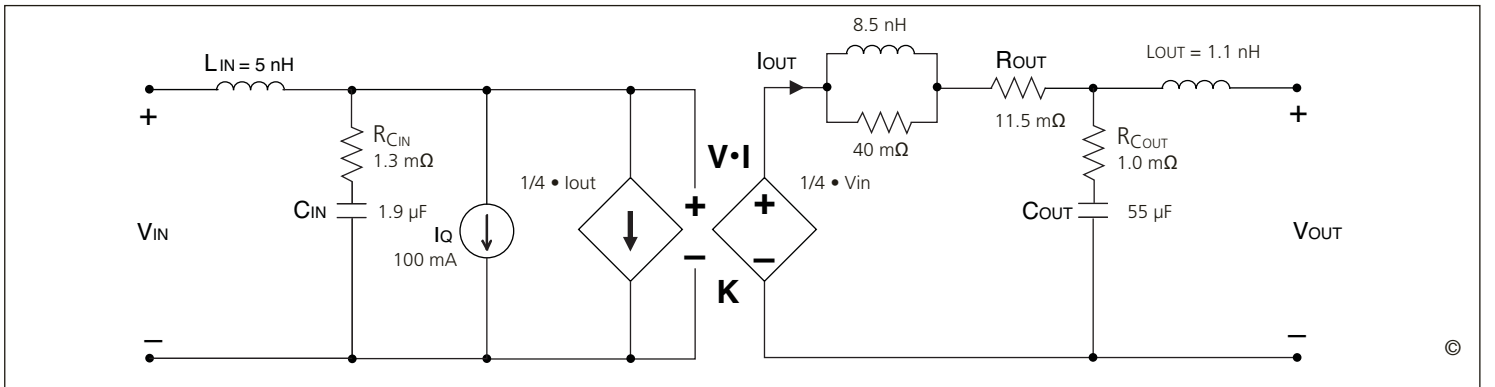 LIN = 5 nH
+
VIN
−
RCIN
1.3 mΩ
CIN
1.9 µF
IQ
100 mA
1/4 • Iout
+
−
V•I
K
+
−
1/4 • Vin
IOUT
8.5 nH
40 mΩ
ROUT
11.5 mΩ
RCOUT
1.0 mΩ
COUT
55 µF
LOUT = 1.1 nH
+
VOUT
−
©